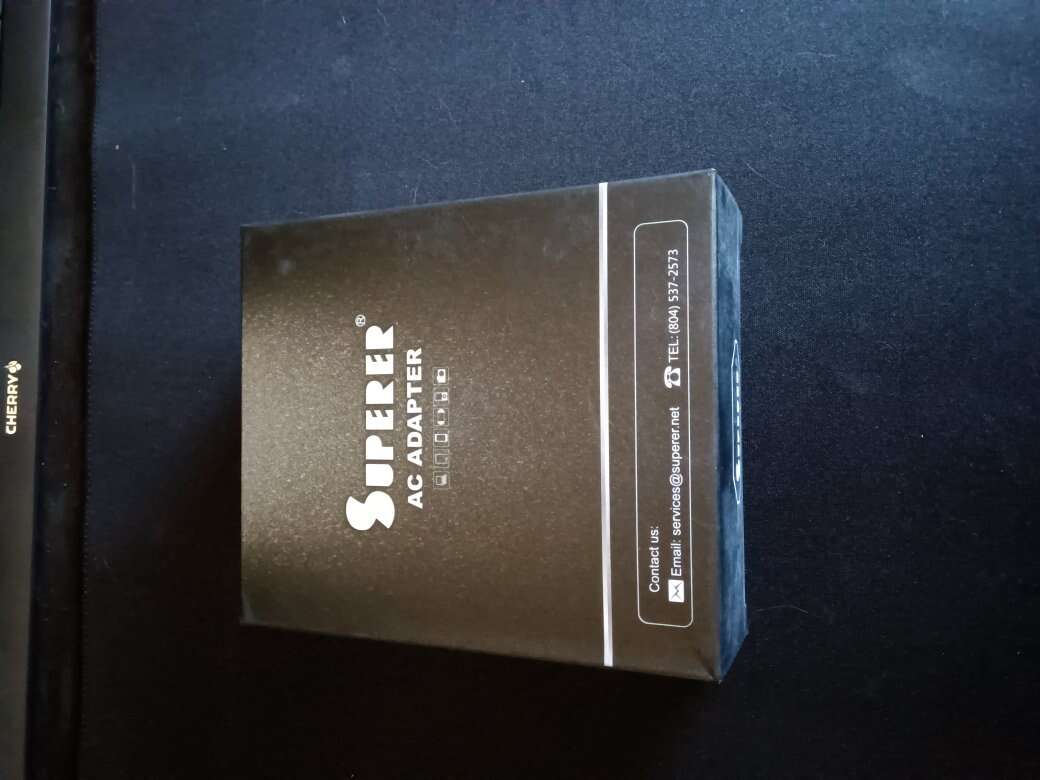 CHERRY
SUPERER®
AC ADAPTER
Contact us:
Email: services@superer.net TEL:(804) 537-2573